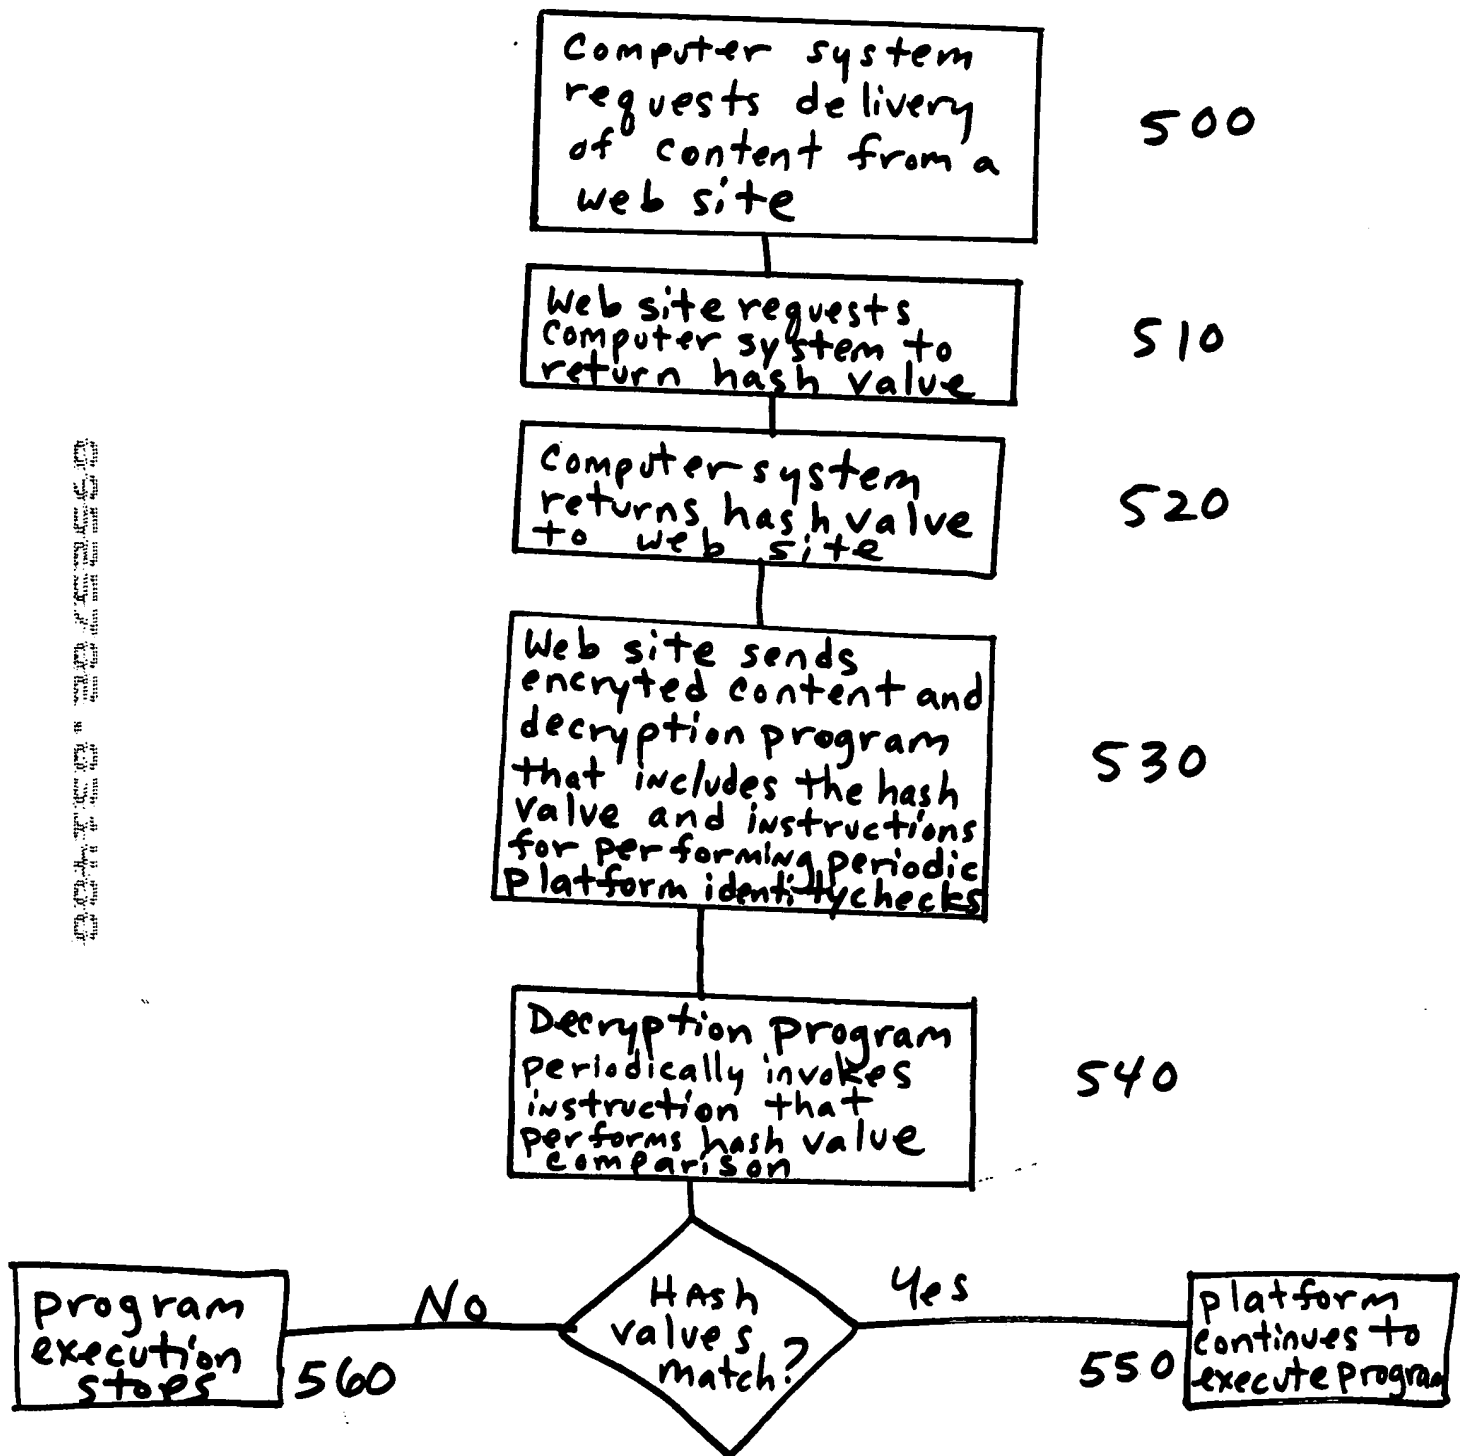 Computer system
requests delivery
of content from a
web site
500
Web site requests
computer system to
return hash value
510
Computer system
returns hash value
to web site
520
Web site sends
encryted content and
decryption program
that includes the hash
value and instructions
for performing periodic
platform identity checks
530
Decryption program
periodically invokes
instruction that
performs hash value
comparison
540
Hash
values
match?
No
Yes
program
execution
stops
560
platform
continues to
execute program
550